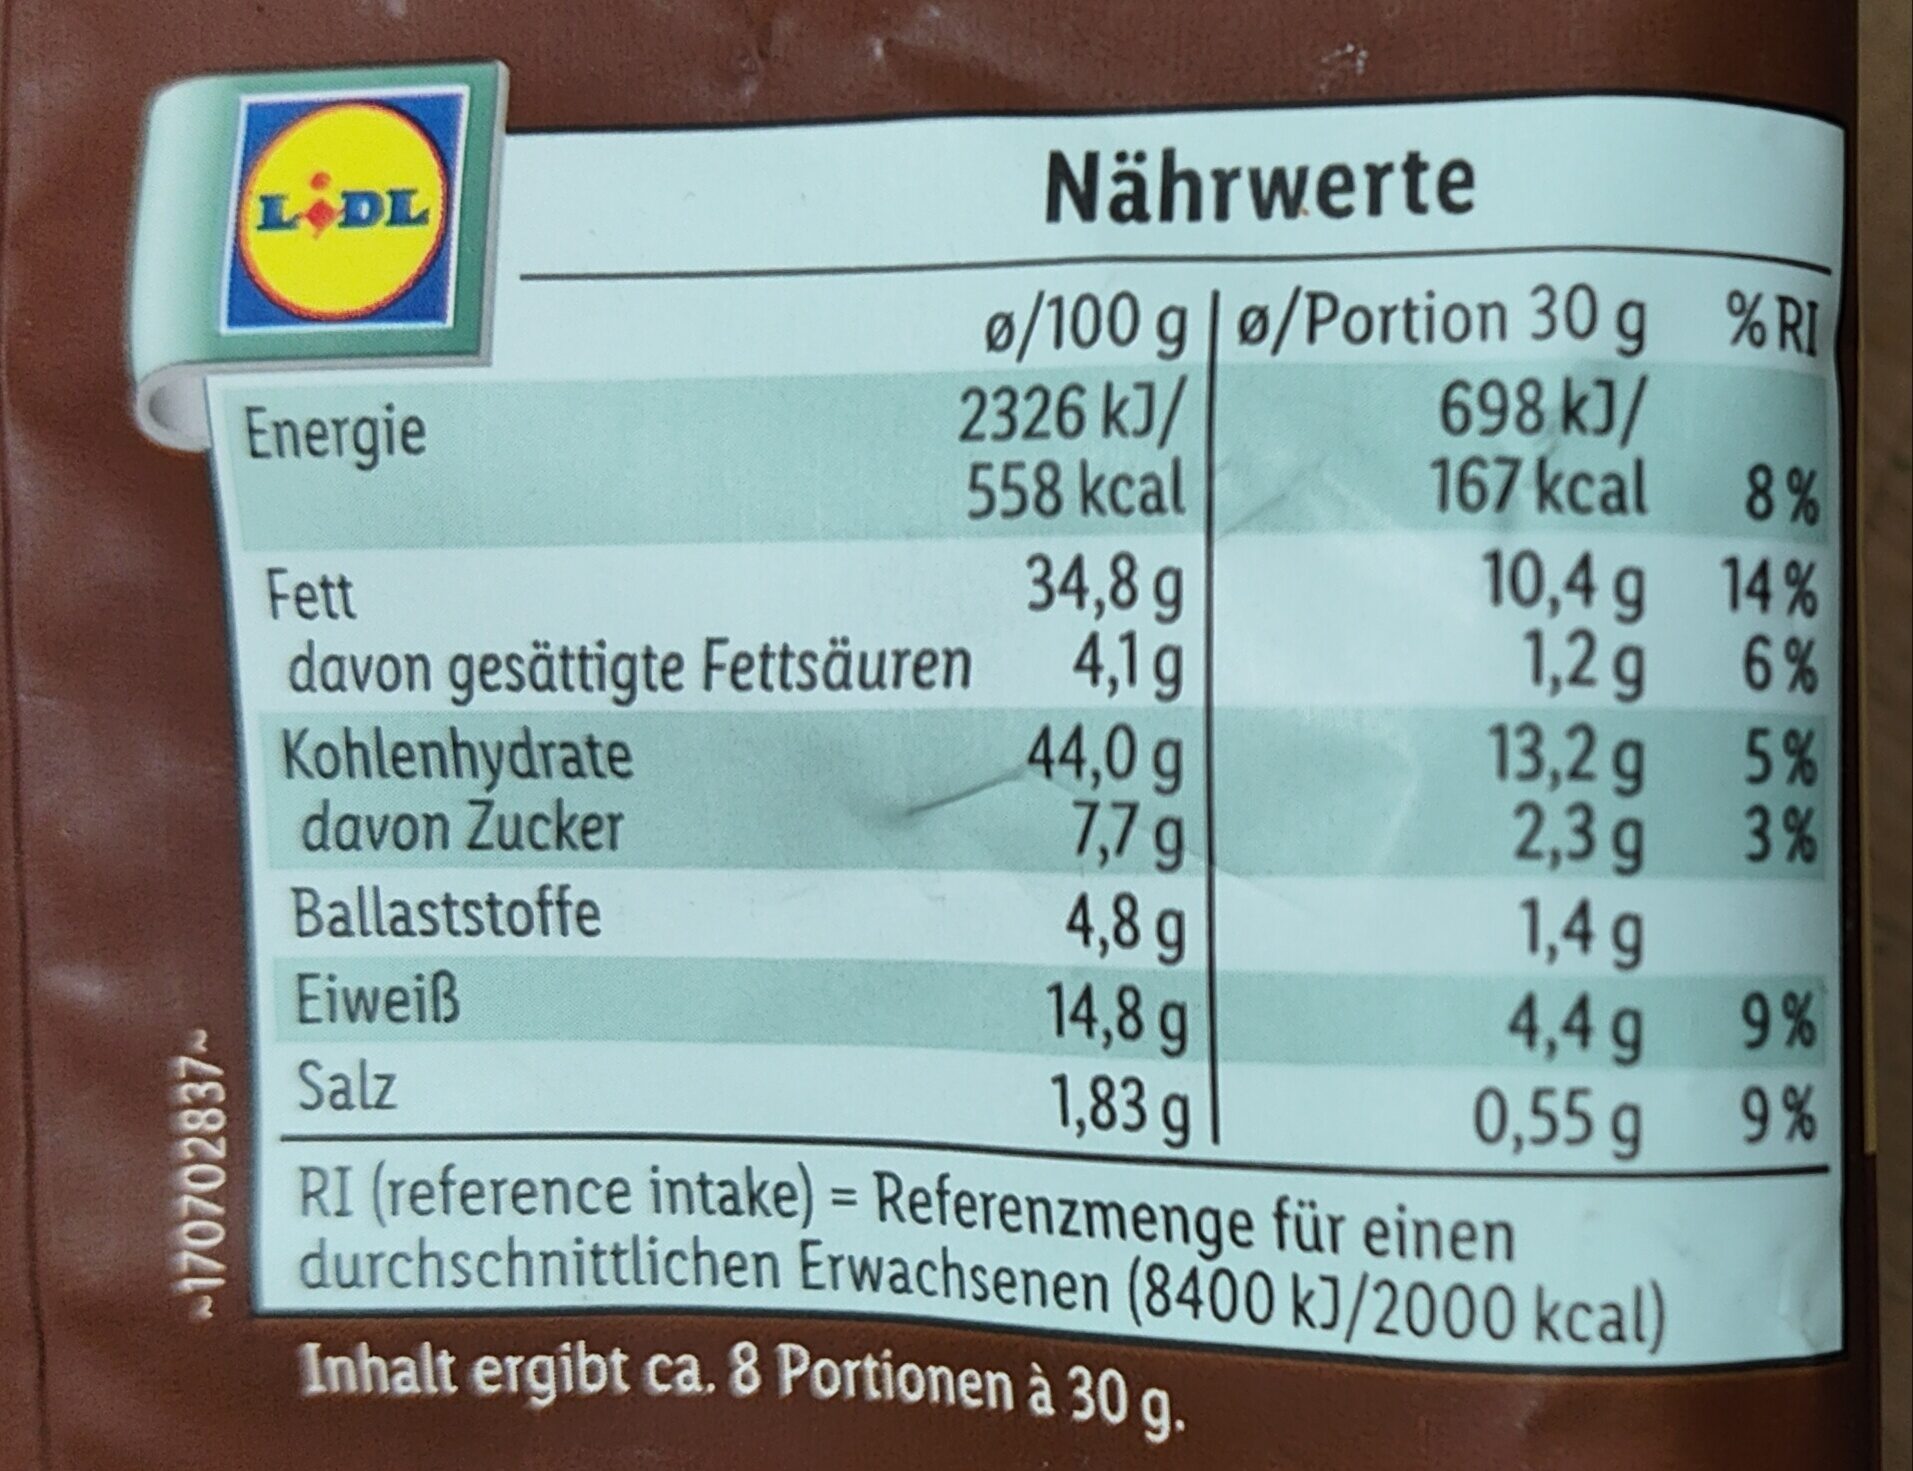 LIDL
Nährwerte
ø/100 g ø/Portion 30 g % RI
Energie 2326 kJ/ 698 kJ/
558 kcal 167 kcal 8 %
Fett 34,8 g 10,4 g 14 %
davon gesättigte Fettsäuren 4,1 g 1,2 g 6 %
Kohlenhydrate 44,0 g 13,2 g 5 %
davon Zucker 7,7 g 2,3 g 3 %
Ballaststoffe 4,8 g 1,4 g
Eiweiß 14,8 g 4,4 g 9 %
Salz 1,83 g 0,55 g 9 %
RI (reference intake) = Referenzmenge für einen
durchschnittlichen Erwachsenen (8400 kJ/2000 kcal)
Inhalt ergibt ca. 8 Portionen à 30 g.
~170702837~